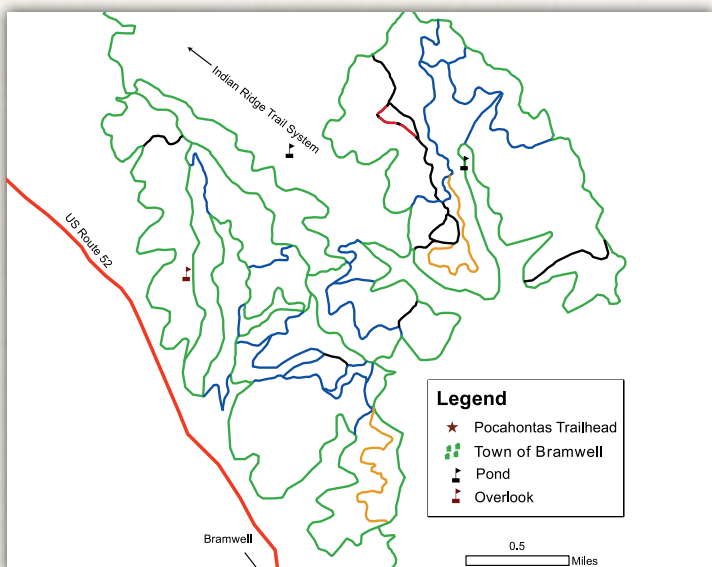 Indian Ridge Trail System
US Route 52
Legend
Pocahontas Trailhead
Town of Bramwell
Pond
Overlook
Bramwell
0.5
Miles